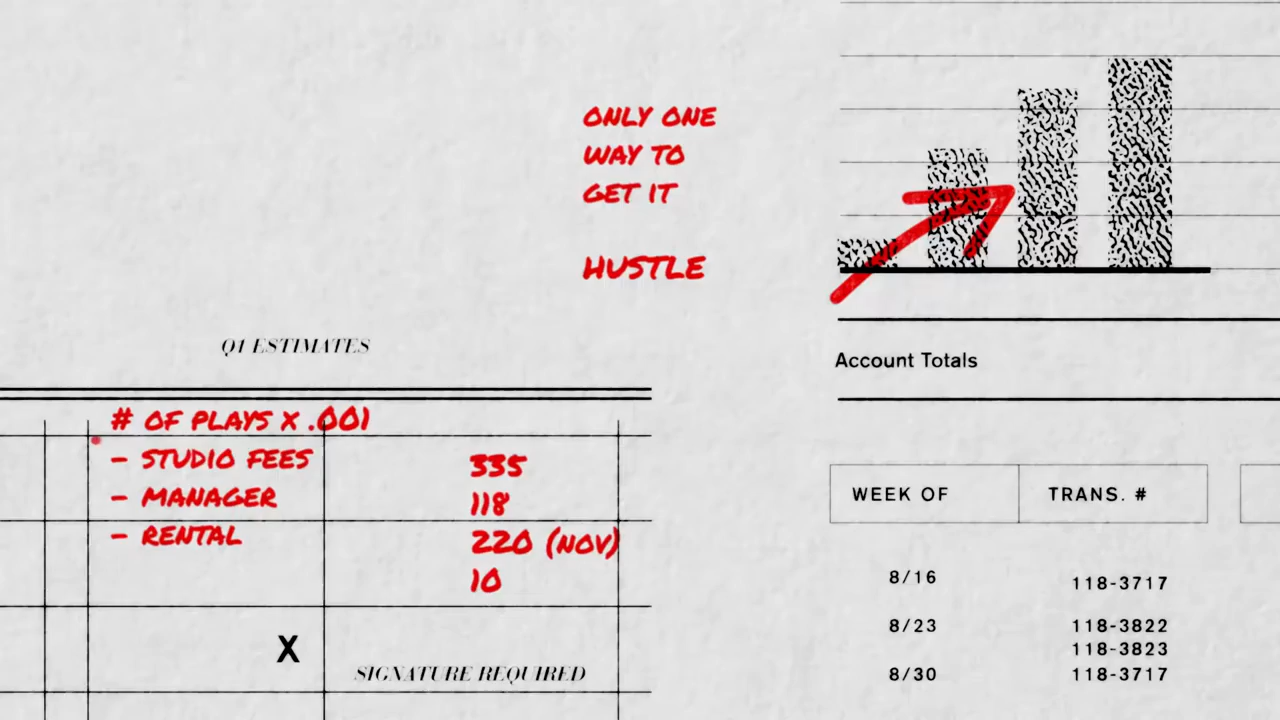 ONLY ONE
WAY TO
GET IT
HUSTLE
Q1 ESTIMATES
# OF PLAYS X .001
- STUDIO FEES
- MANAGER
- RENTAL
335
118
220 (NOV)
10
X
SIGNATURE REQUIRED
Account Totals
WEEK OF TRANS. #
8/16 118-3717
8/23 118-3822
118-3823
8/30 118-3717